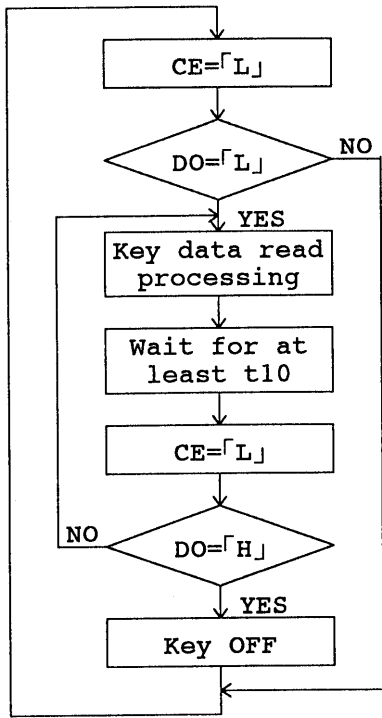 CE=「L」
DO=「L」
NO
YES
Key data read
processing
Wait for at
least t10
CE=「L」
NO
DO=「H」
YES
Key OFF